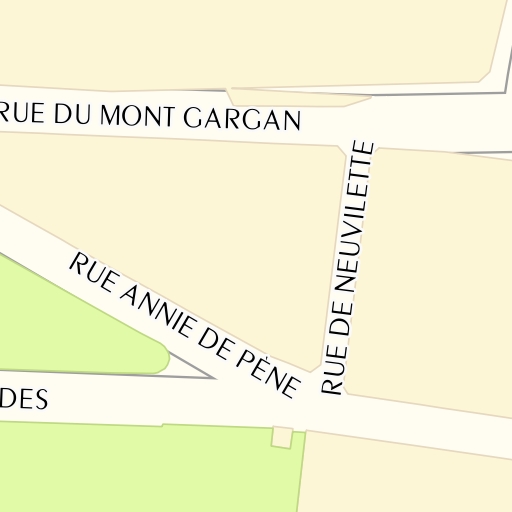 RUE DU MONT GARGAN
RUE DE NEUVILETTE
RUE ANNIE DE PÈNE
DES